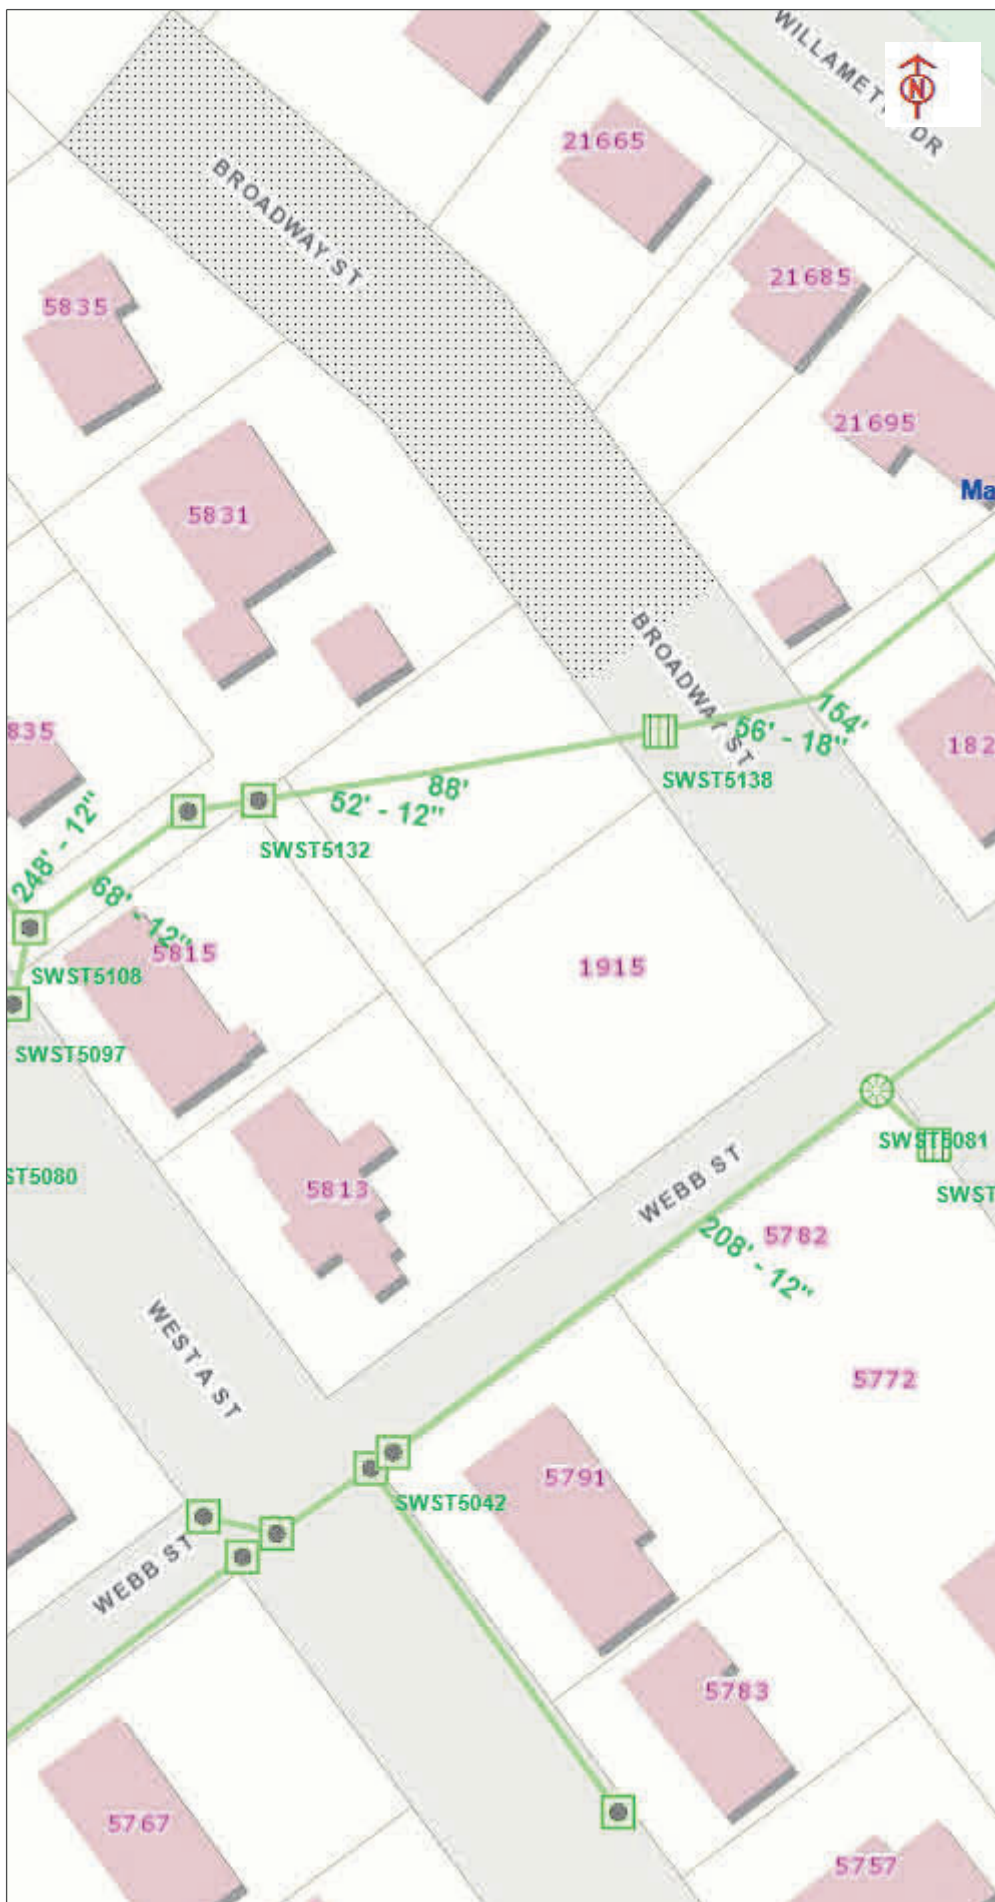 WILLAMET
DR
N
21665
BROADWAY ST
21685
5835
21695
Ma
5831
BROADWAY ST
154'
56' - 18"
835
182
SWST5138
88'
52' - 12"
248' - 12"
SWST5132
68' - 12"
5815
1915
SWST5108
SWST5097
SWST5081
ST5080
WEBB ST
5813
SWST
5782
208' - 12"
WEST A ST
5772
5791
SWST5042
WEBB ST
5783
5767
5757